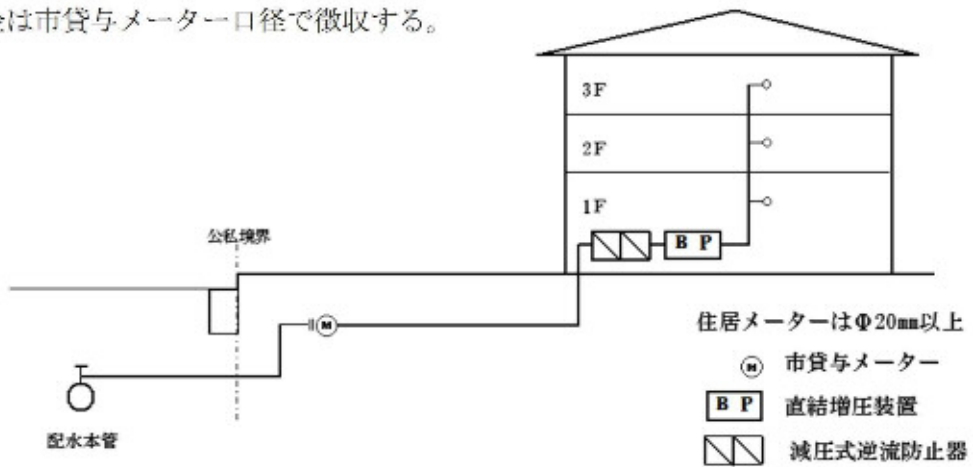 は市貸与メーター口径で徴収する。
3F
2F
1F
公私境界
B P
M
住居メーターはΦ20mm以上
M 市貸与メーター
B P 直結増圧装置
減圧式逆流防止器
配水本管